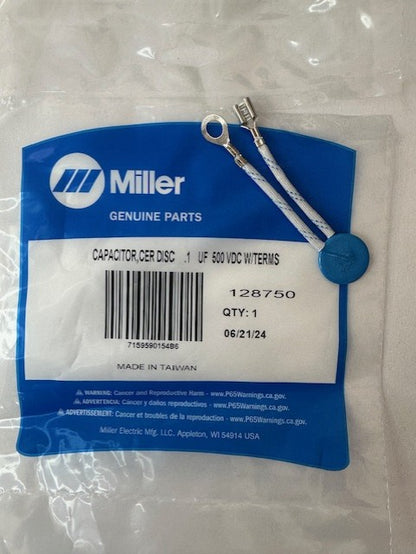 Miller
GENUINE PARTS
CAPACITOR,CER DISC .1 UF 500 VDC W/TERMS
128750
QTY: 1
06/21/24
715959015486
MADE IN TAIWAN
WARNING: Cancer and Reproductive Harm - www.P65Warnings.ca.gov.
ADVERTENCIA: Cáncer y daños reproductivos - www.P65Warnings.ca.gov.
ADVERTISSEMENT: Cancer et troubles de la reproduction - www.P65Warnings.ca.gov.
Miller Electric Mfg. LLC. Appleton, WI 54914 USA